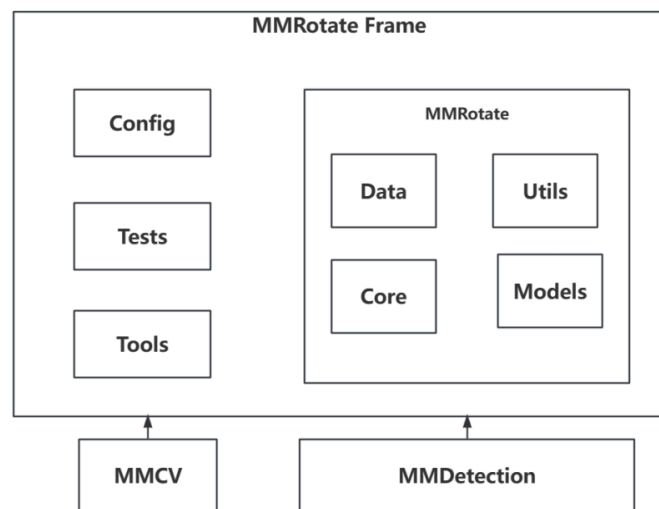 MMRotate Frame
Config
Tests
Tools
MMRotate
Data
Utils
Core
Models
MMCV
MMDetection